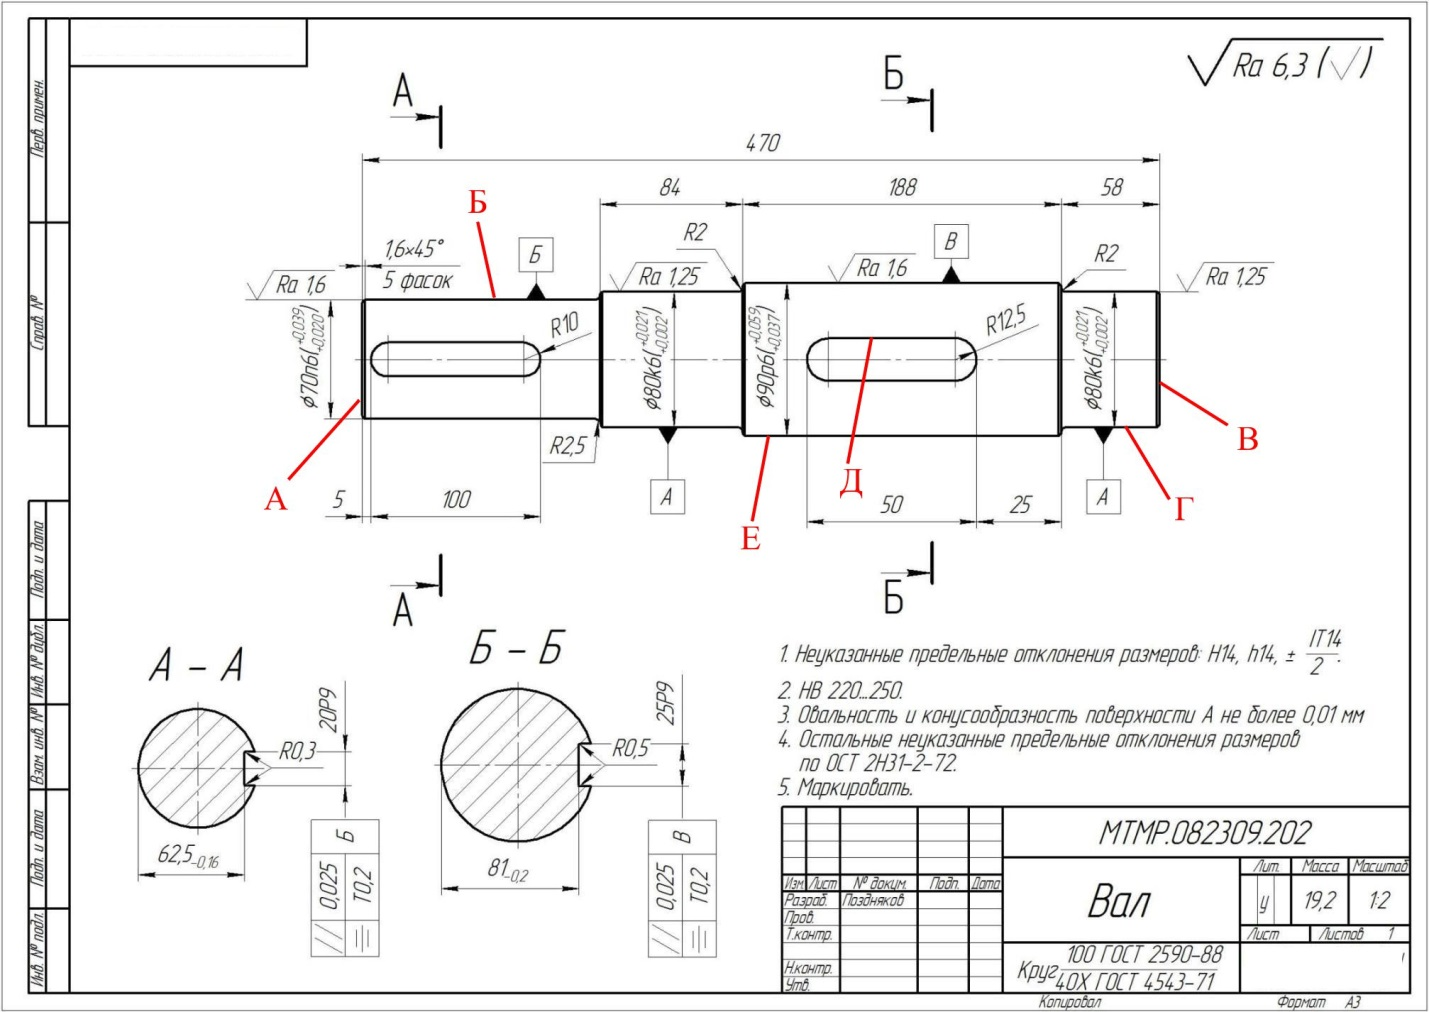 Перв. примен.
Справ. №
Подп. и дата
Инв. № дубл.
Взам. инв. №
Подп. и дата
Инв. № подл.
Ra 6,3 (√)
А
Б
470
84
188
58
Б
1,6×45°
5 фасок
Б
R2
В
R2
Ra 1,6
Ra 1,25
Ra 1,6
Ra 1,25
⌀70n6(+0,039 +0,020)
R10
⌀80k6(+0,021 +0,002)
⌀90p6(+0,059 +0,037)
R12,5
⌀80k6(+0,021 +0,002)
R2,5
А
В
Д
Г
Е
5
100
А
50
25
А
А
Б
А – А
20P9
R0,3
62,5-0,16
0,025 Б
T0,2
Б – Б
25P9
R0,5
81-0,2
0,025 В
T0,2
1. Неуказанные предельные отклонения размеров: H14, h14, ± IT14/2.
2. HB 220...250.
3. Овальность и конусообразность поверхности А не более 0,01 мм
4. Остальные неуказанные предельные отклонения размеров
по ОСТ 2Н31-2-72.
5. Маркировать.
МТМР.082309.202
Изм. Лист № докум. Подп. Дата
Разраб. Поздняков
Пров.
Т.контр.
Н.контр.
Утв.
Вал
Лит. Масса Масштаб
у 19,2 1:2
Лист Листов 1
Круг 100 ГОСТ 2590-88
40Х ГОСТ 4543-71
Копировал Формат А3